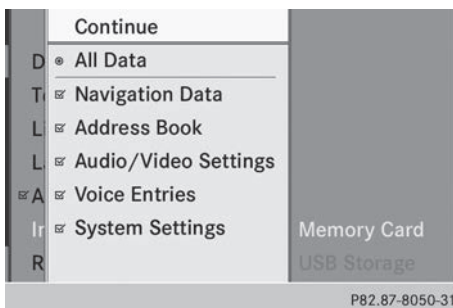 Continue
D All Data
T Navigation Data
L Address Book
L Audio/Video Settings
A Voice Entries
In System Settings Memory Card
R USB Storage
P82.87-8050-31